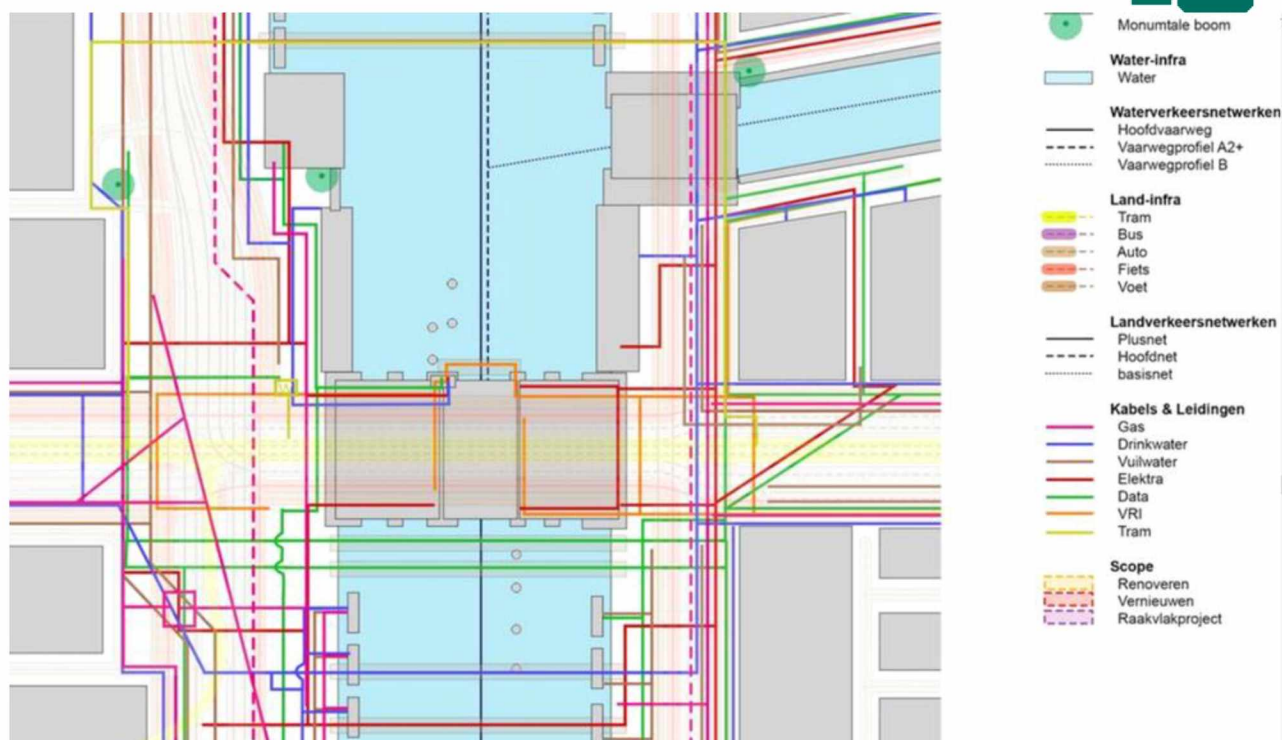 Monumtale boom
Water-infra
Water
Waterverkeersnetwerken
Hoofdvaarweg
Vaarwegprofiel A2+
Vaarwegprofiel B
Land-infra
Tram
Bus
Auto
Fiets
Voet
Landverkeersnetwerken
Plusnet
Hoofdnet
basisnet
Kabels & Leidingen
Gas
Drinkwater
Vuilwater
Elektra
Data
VRI
Tram
Scope
Renoveren
Vernieuwen
Raakvlakproject